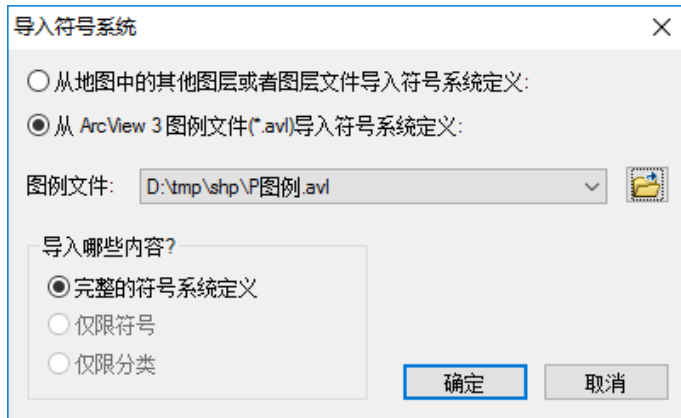 导入符号系统
从地图中的其他图层或者图层文件导入符号系统定义:
从 ArcView 3 图例文件(*.avl)导入符号系统定义:
图例文件: D:\tmp\shp\P图例.avl
导入哪些内容?
完整的符号系统定义
仅限符号
仅限分类
确定 取消